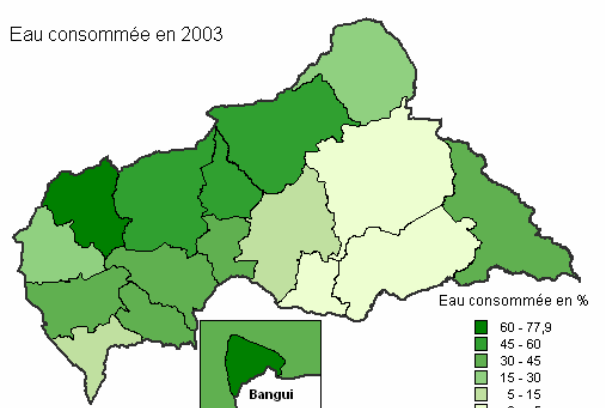 Eau consommée en 2003
Eau consommée en %
60 - 77,9
45 - 60
30 - 45
15 - 30
5 - 15
Bangui